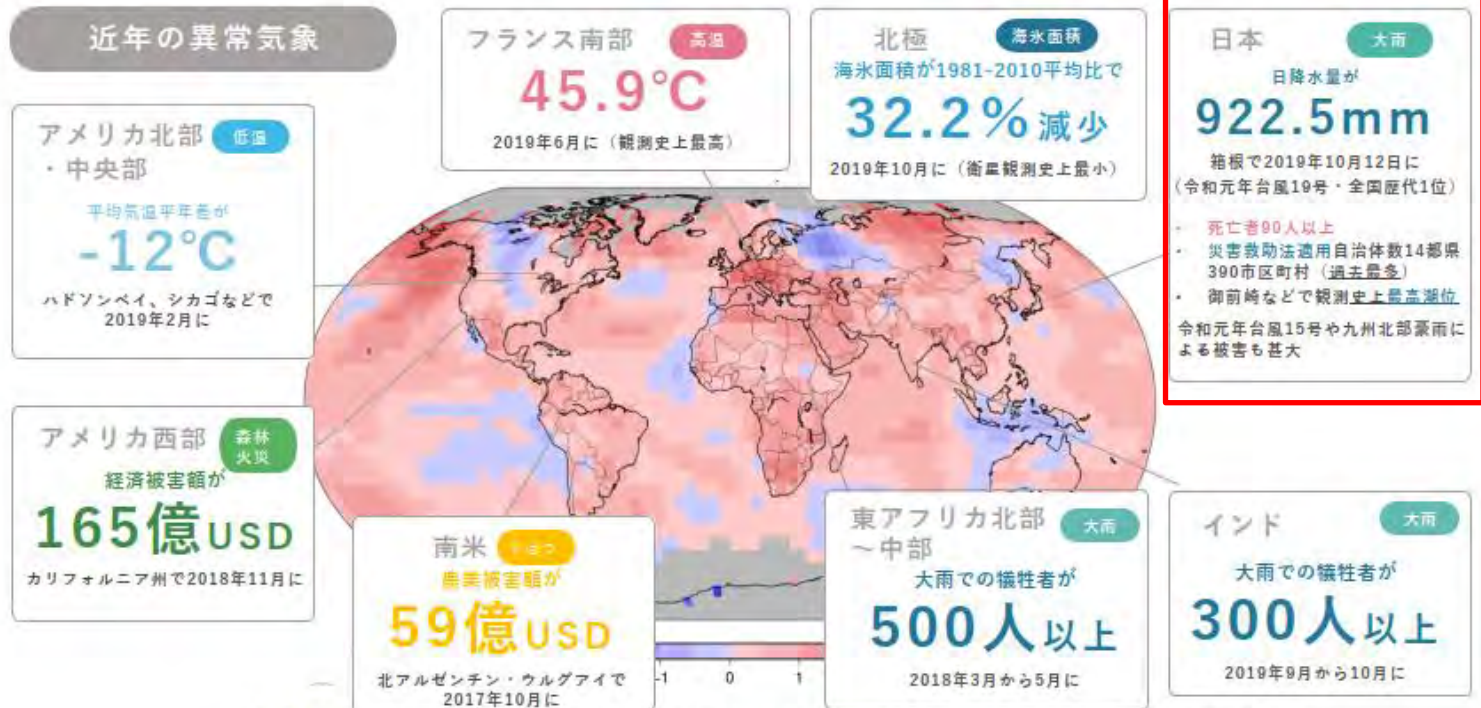 近年の異常気象
フランス南部 高温
45.9℃
2019年6月に（観測史上最高）
北極 海氷面積
海氷面積が1981-2010平均比で
32.2% 減少
2019年10月に（衛星観測史上最小）
日本 大雨
日降水量が
922.5mm
箱根で2019年10月12日に
（令和元年台風19号・全国歴代1位）
・ 死亡者90人以上
・ 災害救助法適用自治体数14都県
390市区町村（過去最多）
・ 御前崎などで観測史上最高潮位
令和元年台風15号や九州北部豪雨に
よる被害も甚大
アメリカ北部 低温
・中央部
平均気温平年差が
-12℃
ハドソンベイ、シカゴなどで
2019年2月に
アメリカ西部 森林
火災
経済被害額が
165億USD
カリフォルニア州で2018年11月に
南米
農業被害額が
59億USD
北アルゼンチン・ウルグアイで
2017年10月に
-1 0 1
東アフリカ北部 大雨
～中部
大雨での犠牲者が
500人以上
2018年3月から5月に
インド 大雨
大雨での犠牲者が
300人以上
2019年9月から10月に